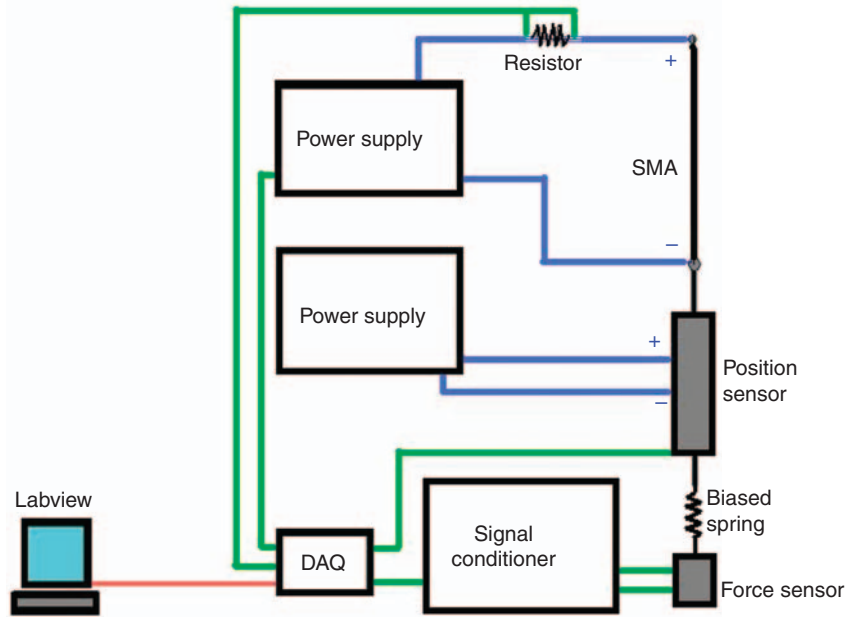 Resistor
+
Power supply
SMA
–
Power supply
+
Position
sensor
–
Labview
Biased
spring
Signal
conditioner
DAQ
Force sensor